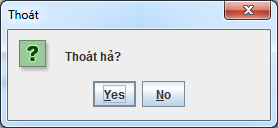 Thoát
Thoát hả?
Yes
No